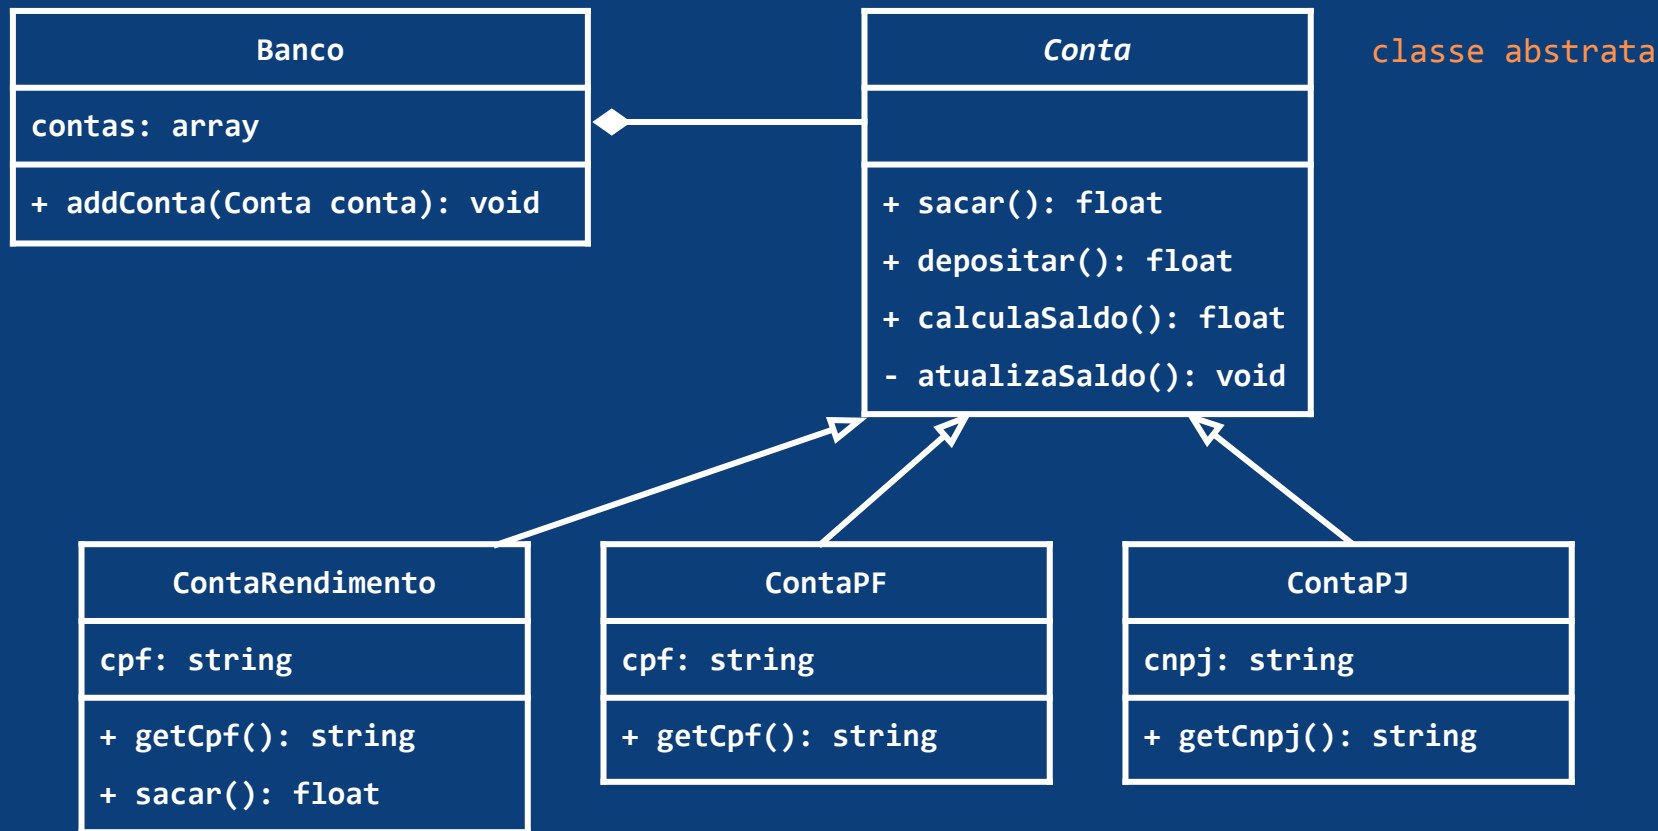 Banco
contas: array
+ addConta(Conta conta): void
Conta
classe abstrata
+ sacar(): float
+ depositar(): float
+ calculaSaldo(): float
- atualizaSaldo(): void
ContaRendimento
cpf: string
+ getCpf(): string
+ sacar(): float
ContaPF
cpf: string
+ getCpf(): string
ContaPJ
cnpj: string
+ getCnpj(): string